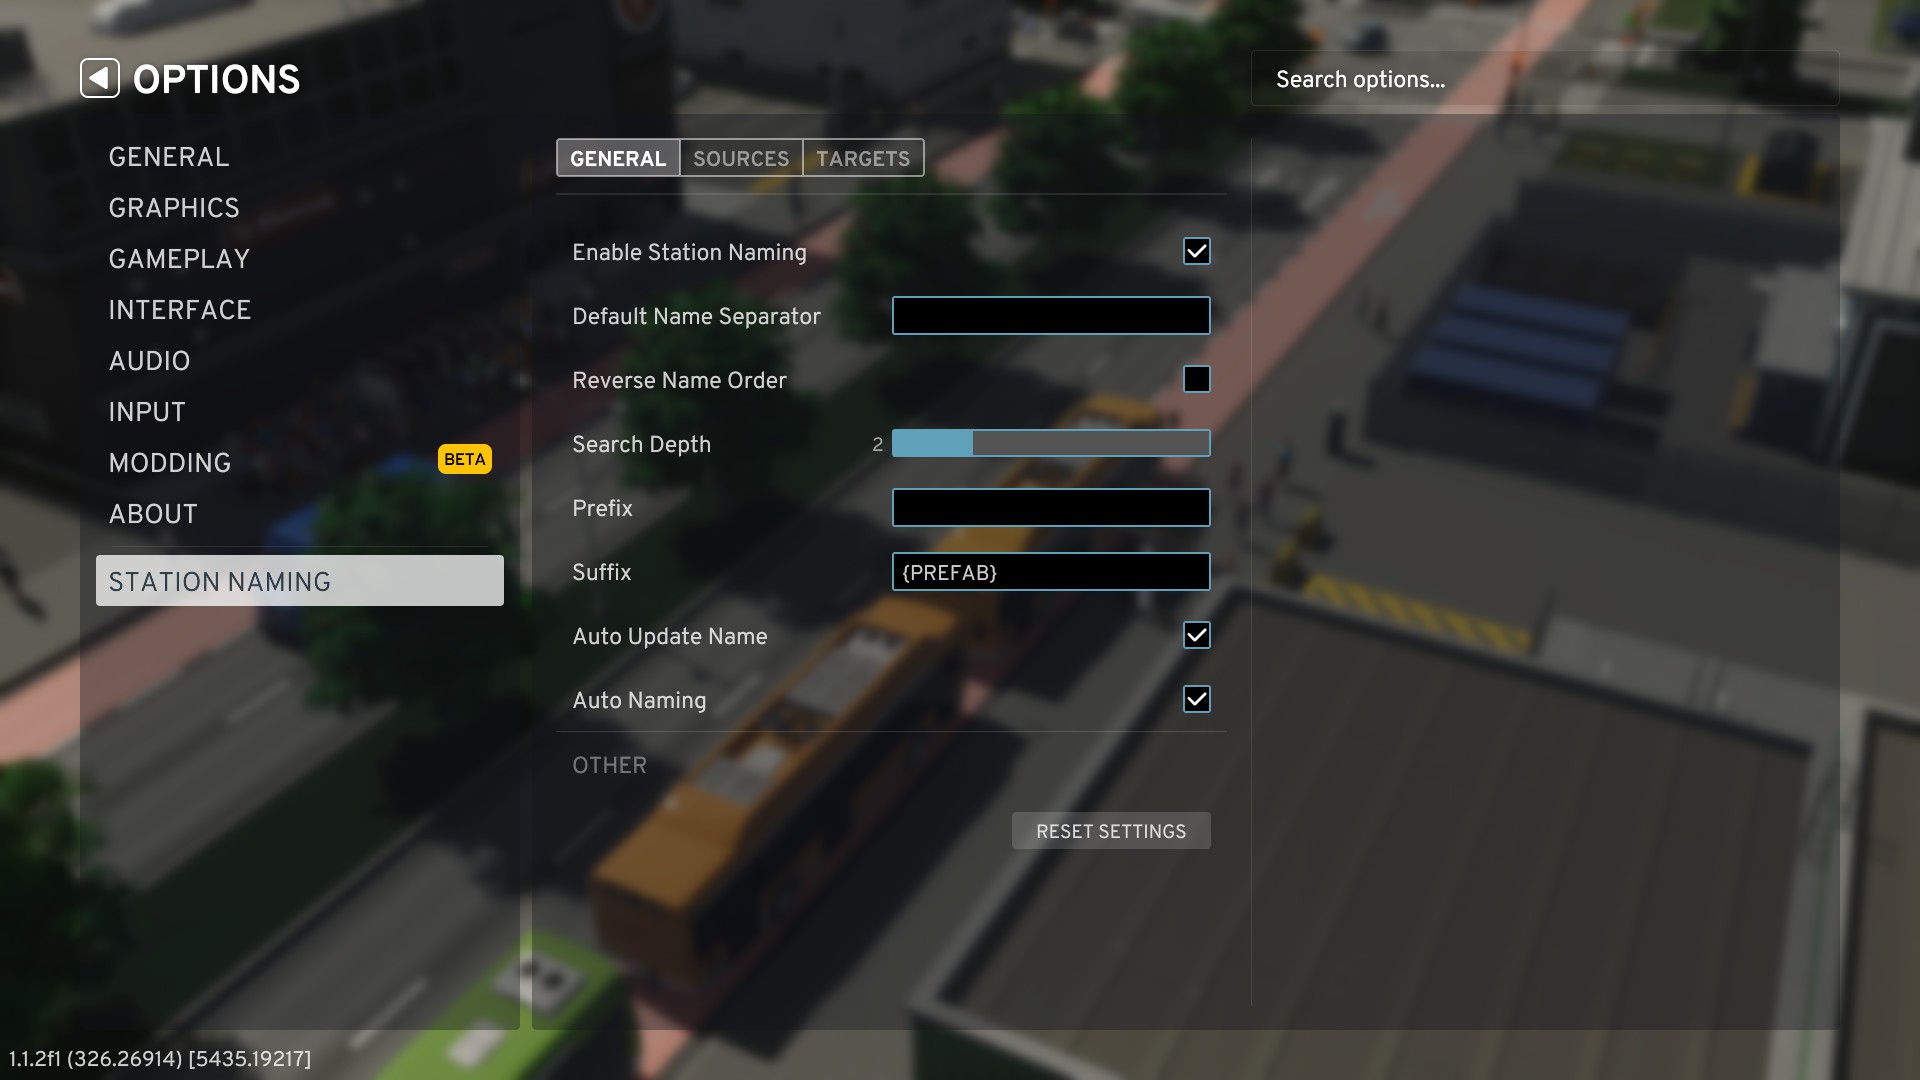 OPTIONS
Search options...
GENERAL
GRAPHICS
GAMEPLAY
INTERFACE
AUDIO
INPUT
MODDING BETA
ABOUT
STATION NAMING
GENERAL SOURCES TARGETS
Enable Station Naming
Default Name Separator
Reverse Name Order
Search Depth 2
Prefix
Suffix {PREFAB}
Auto Update Name
Auto Naming
OTHER
RESET SETTINGS
1.1.2f1 (326.26914) [5435.19217]